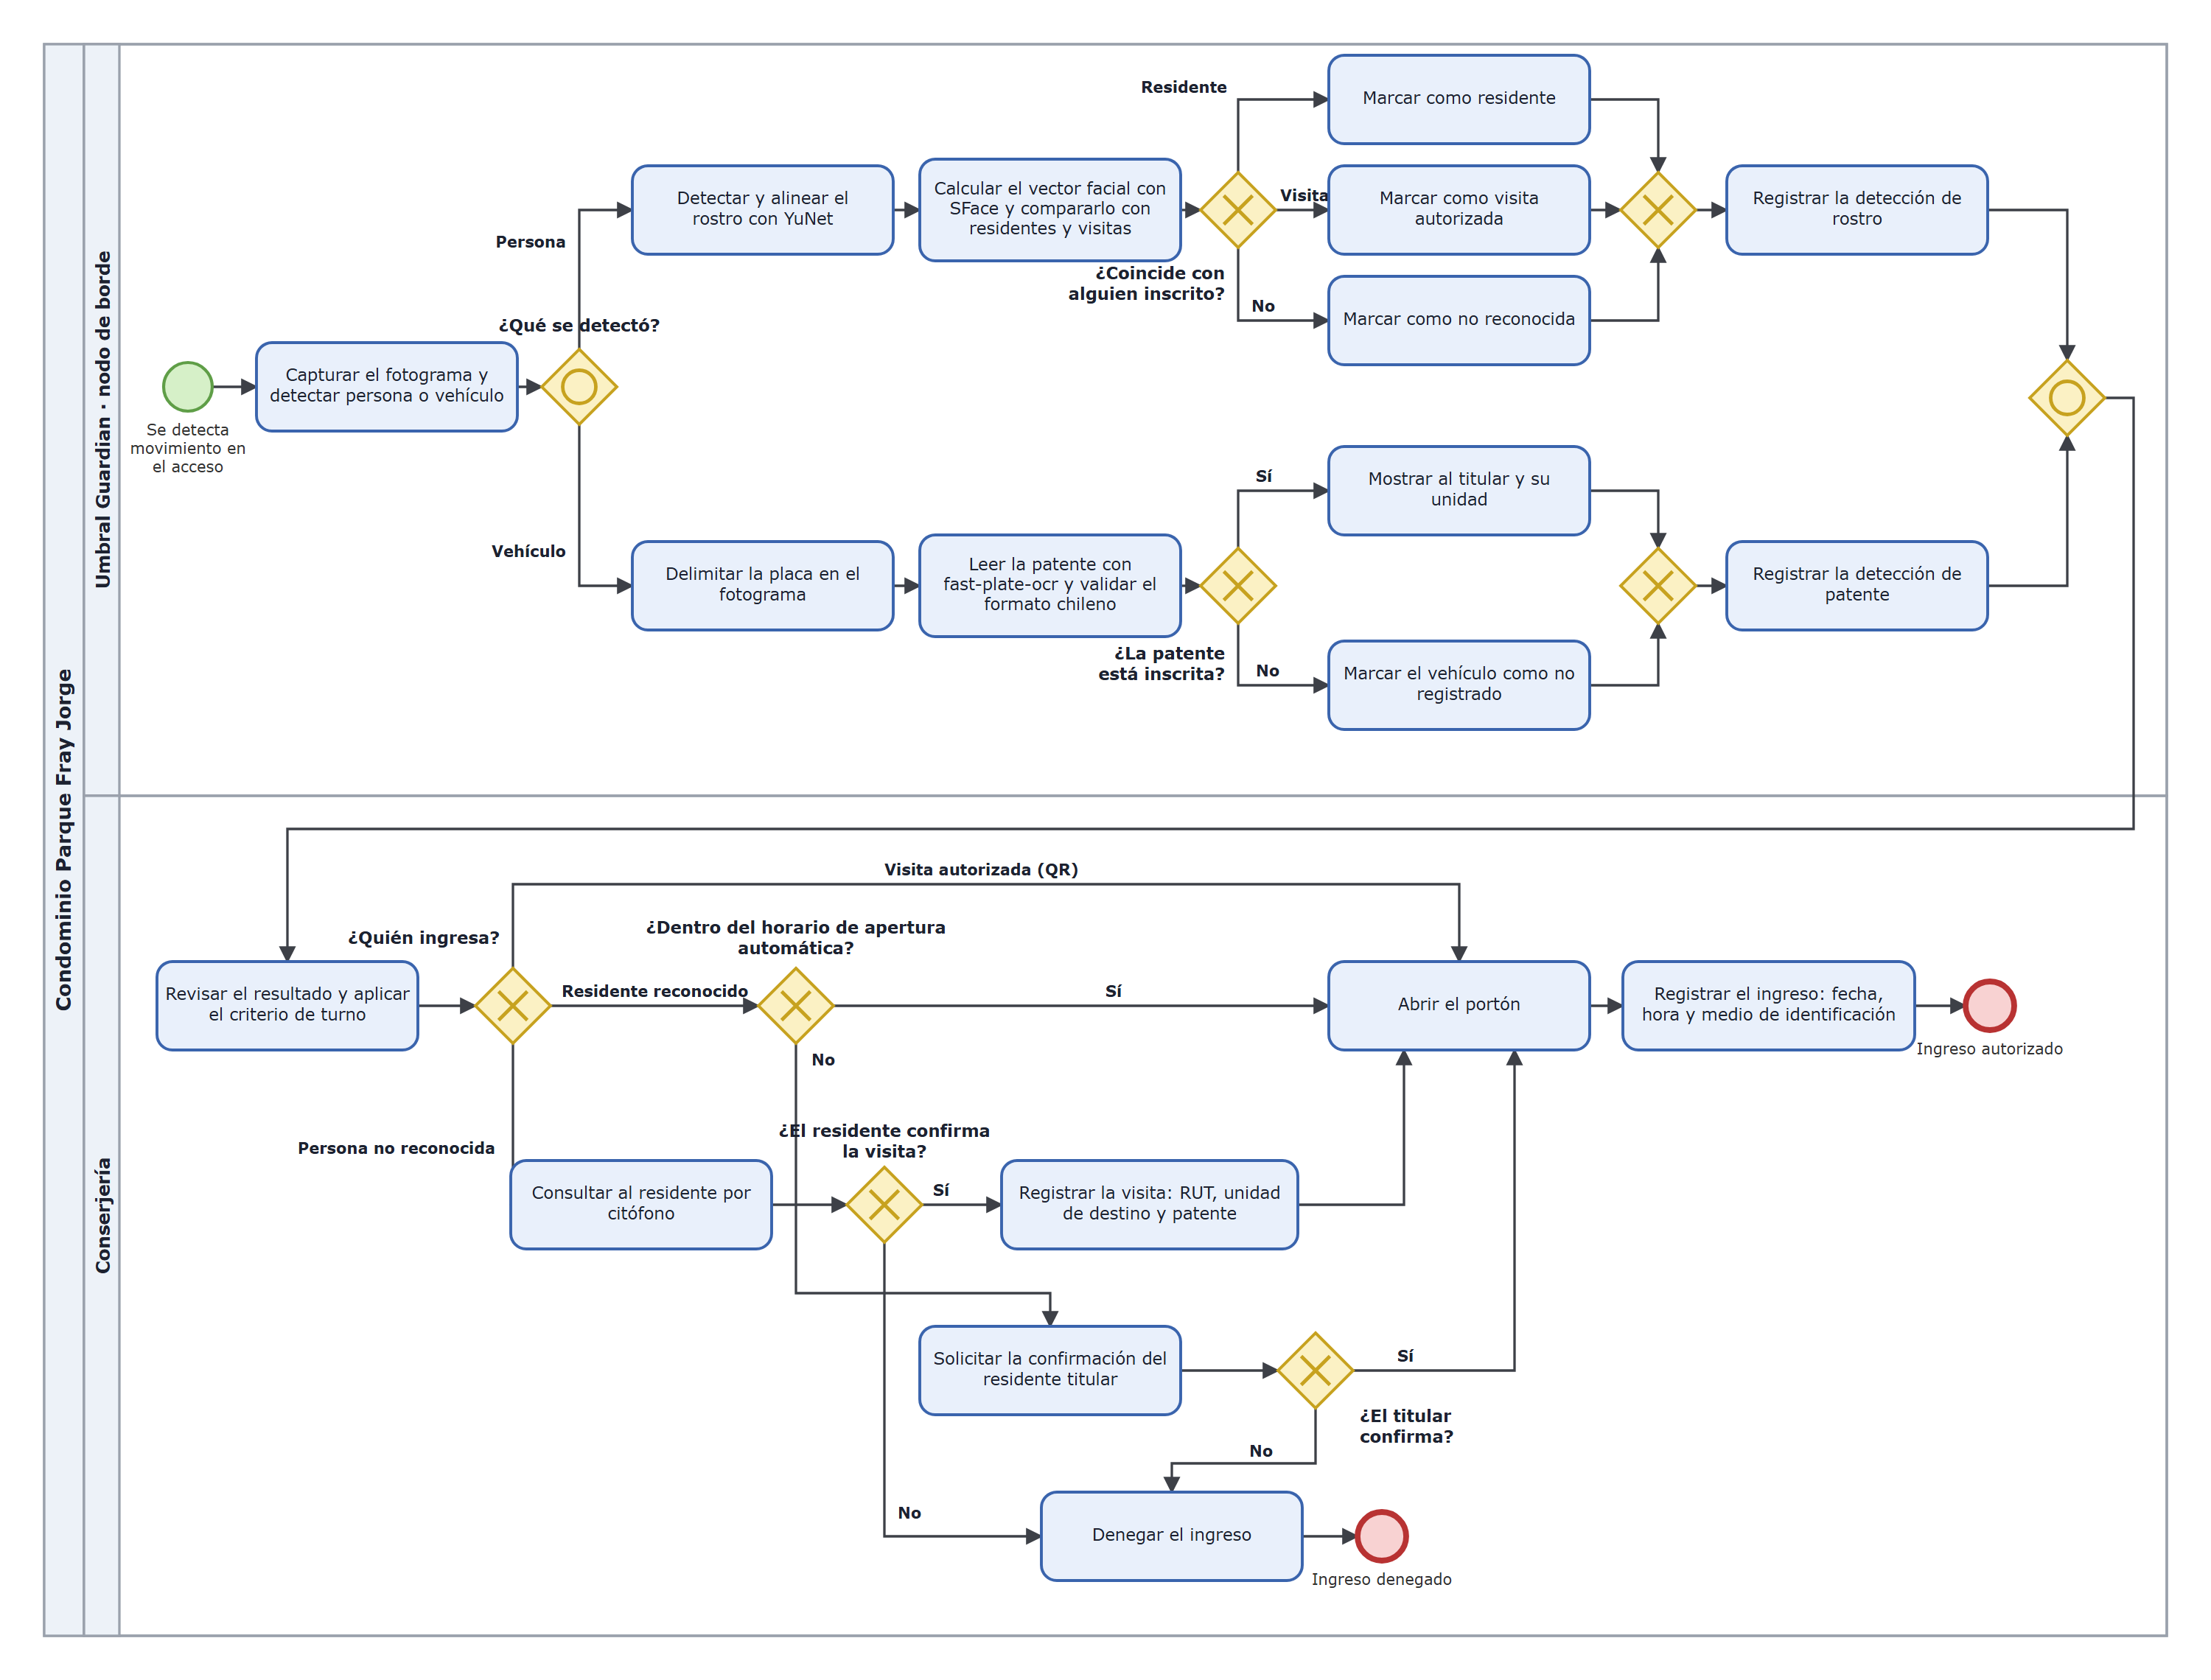 Condominio Parque Fray Jorge
Umbral Guardian · nodo de borde
Se detecta
movimiento en
el acceso
Capturar el fotograma y
detectar persona o vehículo
¿Qué se detectó?
Persona
Detectar y alinear el
rostro con YuNet
Calcular el vector facial con
SFace y compararlo con
residentes y visitas
¿Coincide con
alguien inscrito?
Residente
Marcar como residente
Visita
Marcar como visita
autorizada
No
Marcar como no reconocida
Registrar la detección de
rostro
Vehículo
Delimitar la placa en el
fotograma
Leer la patente con
fast-plate-ocr y validar el
formato chileno
¿La patente
está inscrita?
Sí
Mostrar al titular y su
unidad
No
Marcar el vehículo como no
registrado
Registrar la detección de
patente
Conserjería
Revisar el resultado y aplicar
el criterio de turno
¿Quién ingresa?
Visita autorizada (QR)
Residente reconocido
¿Dentro del horario de apertura
automática?
Sí
Abrir el portón
Registrar el ingreso: fecha,
hora y medio de identificación
Ingreso autorizado
No
Persona no reconocida
Consultar al residente por
citófono
¿El residente confirma
la visita?
Sí
Registrar la visita: RUT, unidad
de destino y patente
Solicitar la confirmación del
residente titular
Sí
¿El titular
confirma?
No
No
Denegar el ingreso
Ingreso denegado